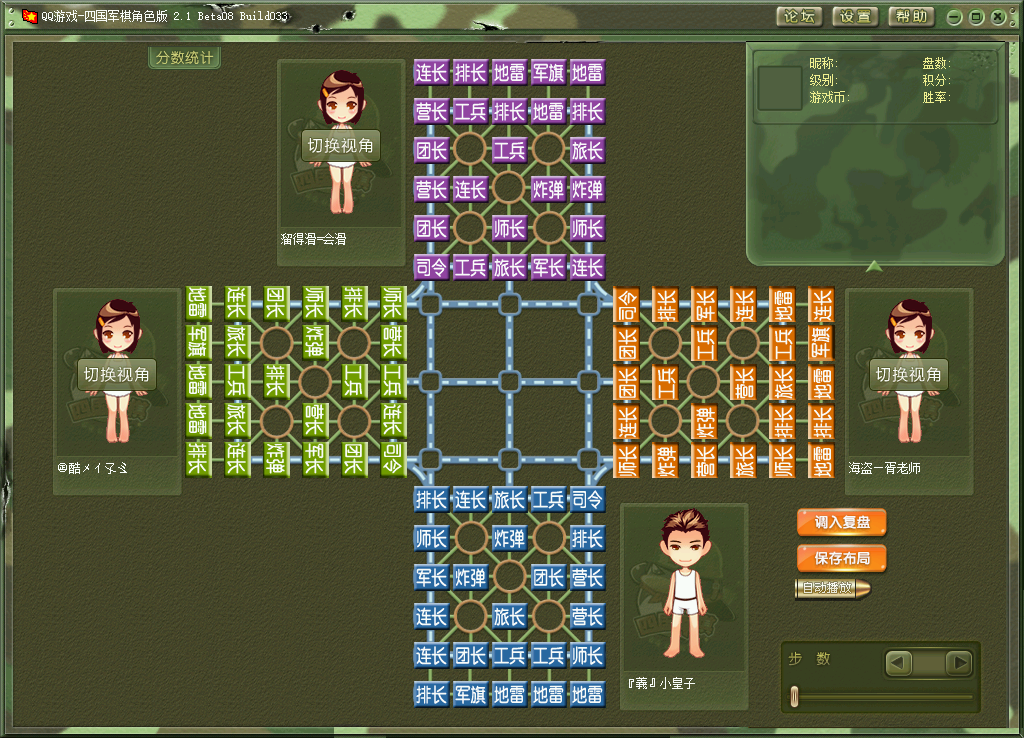 QQ游戏-四国军棋角色版 2.1 Beta08 Build033
论坛 设置 帮助
分数统计
昵称: 盘数:
级别: 积分:
游戏币: 胜率:
切换视角
溜得滑=会滑
连长 排长 地雷 军旗 地雷
营长 工兵 排长 地雷 排长
团长 工兵 旅长
营长 连长 炸弹 炸弹
团长 师长 师长
司令 工兵 旅长 军长 连长
切换视角
地雷 连长 团长 师长 排长 师长
军旗 旅长 炸弹 营长
地雷 工兵 排长 工兵 工兵
地雷 旅长 营长 连长
排长 连长 炸弹 军长 团长 司令
司令 排长 军长 连长 地雷 连长
团长 工兵 工兵 军旗
团长 工兵 营长 旅长 地雷
连长 炸弹 排长 排长
师长 炸弹 营长 旅长 师长 地雷
切换视角
海盗一胥老师
排长 连长 旅长 工兵 司令
师长 炸弹 排长
军长 炸弹 团长 营长
连长 旅长 营长
连长 团长 工兵 工兵 师长
排长 军旗 地雷 地雷 地雷
『義』小皇子
调入复盘
保存布局
自动播放
步 数